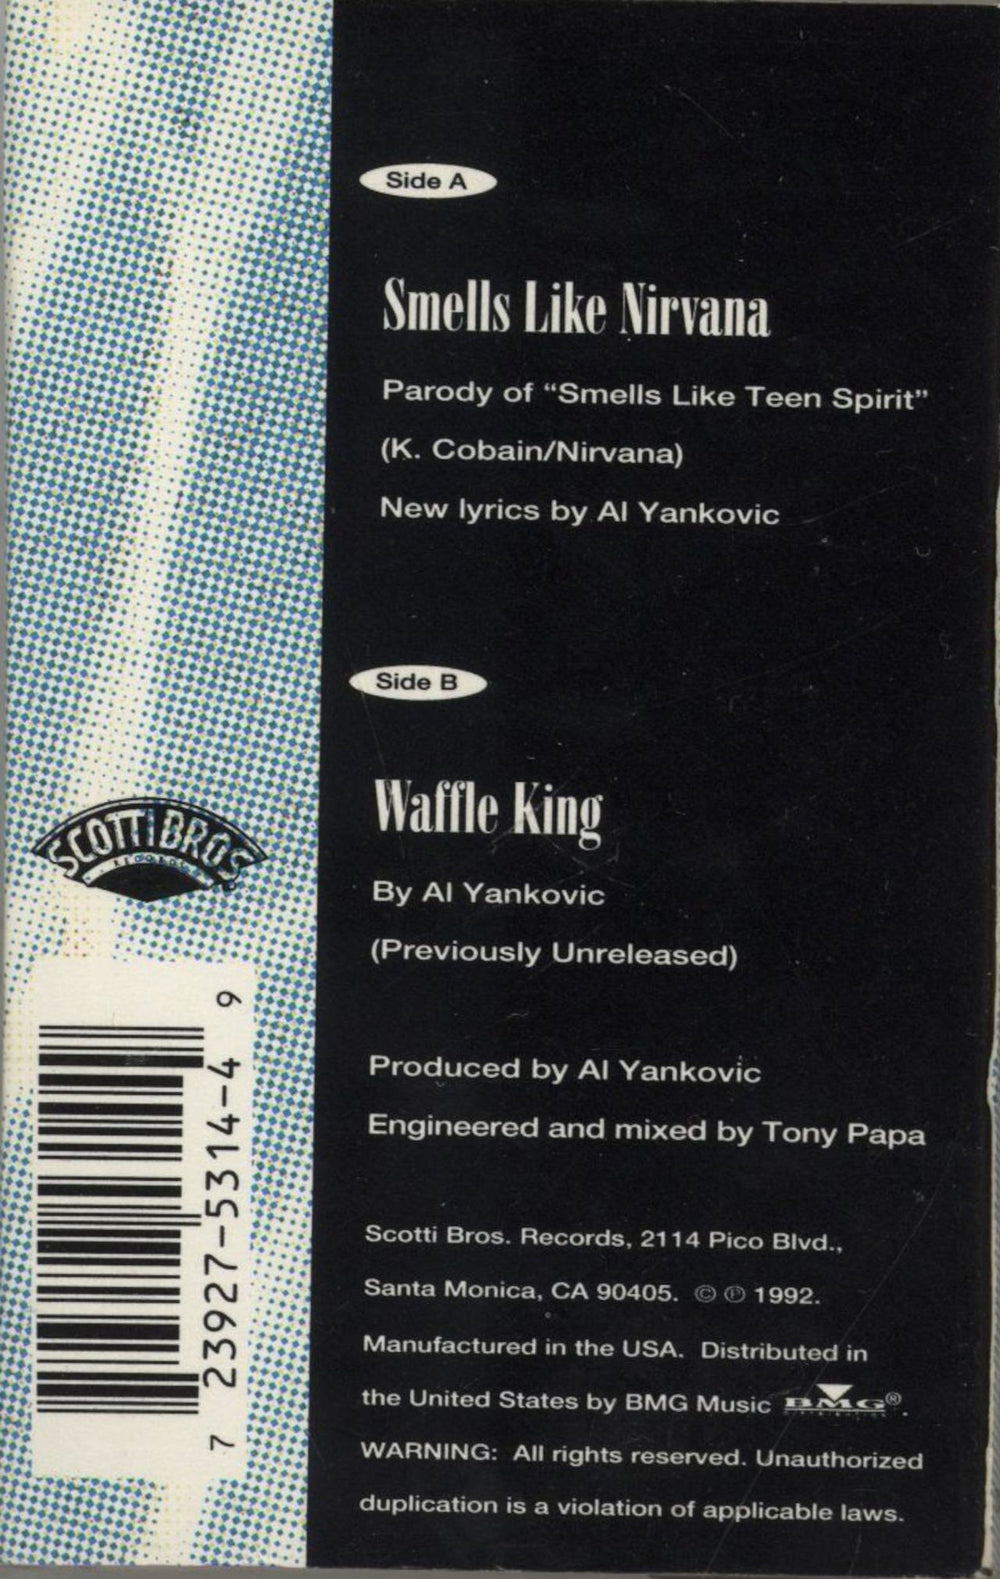 Side A
Smells Like Nirvana
Parody of “Smells Like Teen Spirit”
(K. Cobain/Nirvana)
New lyrics by Al Yankovic
Side B
Waffle King
By Al Yankovic
(Previously Unreleased)
Produced by Al Yankovic
Engineered and mixed by Tony Papa
Scotti Bros. Records, 2114 Pico Blvd.,
Santa Monica, CA 90405. © ℗ 1992.
Manufactured in the USA. Distributed in
the United States by BMG Music BMG®.
WARNING: All rights reserved. Unauthorized
duplication is a violation of applicable laws.
SCOTTI BROS
RECORDS
7 23927-5314-4 9